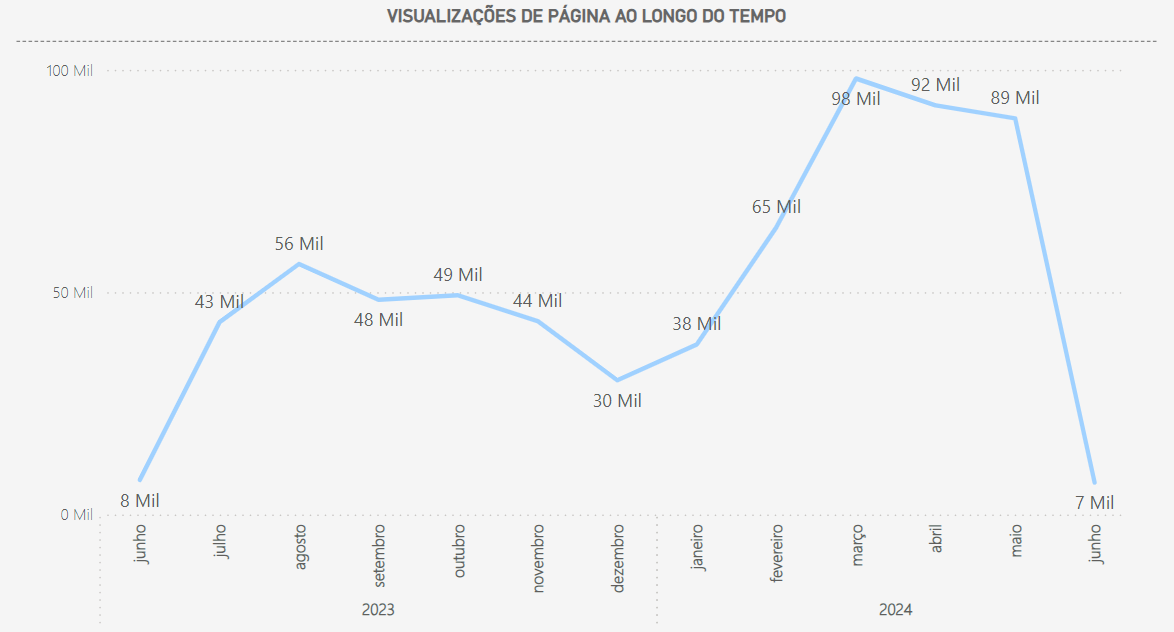 VISUALIZAÇÕES DE PÁGINA AO LONGO DO TEMPO
100 Mil
50 Mil
0 Mil
8 Mil
43 Mil
56 Mil
48 Mil
49 Mil
44 Mil
30 Mil
38 Mil
65 Mil
98 Mil
92 Mil
89 Mil
7 Mil
junho
julho
agosto
setembro
outubro
novembro
dezembro
janeiro
fevereiro
março
abril
maio
junho
2023
2024